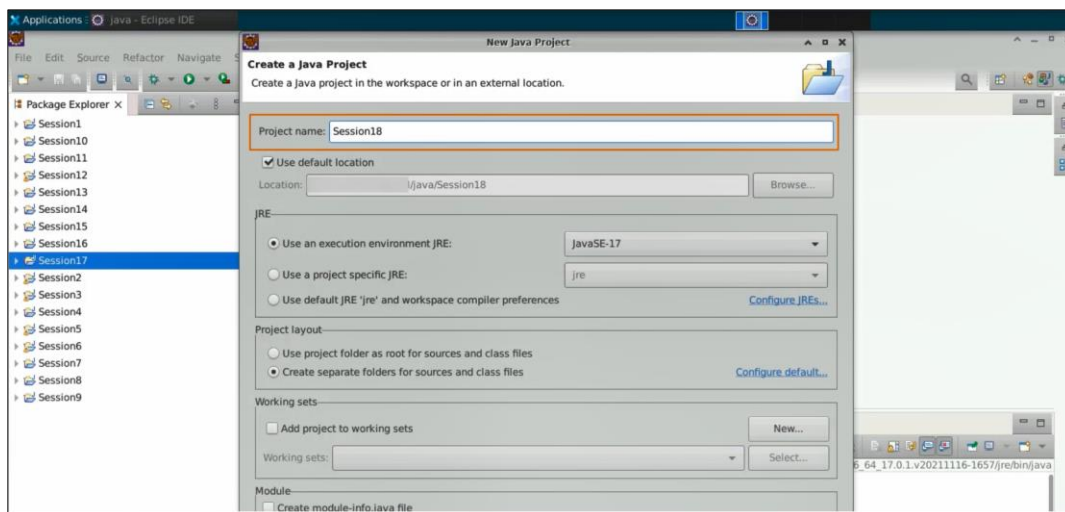 Applications : java - Eclipse IDE
New Java Project
File Edit Source Refactor Navigate
Create a Java Project
Create a Java project in the workspace or in an external location.
Package Explorer
Project name: Session18
Use default location
Location: /java/Session18 Browse...
JRE
Use an execution environment JRE: JavaSE-17
Use a project specific JRE: jre
Use default JRE 'jre' and workspace compiler preferences Configure JREs...
Project layout
Use project folder as root for sources and class files
Create separate folders for sources and class files Configure default...
Working sets
Add project to working sets New...
Working sets: Select...
Module
Create module-info.java file
Session1
Session10
Session11
Session12
Session13
Session14
Session15
Session16
Session17
Session2
Session3
Session4
Session5
Session6
Session7
Session8
Session9
6_64_17.0.1.v20211116-1657/jre/bin/java